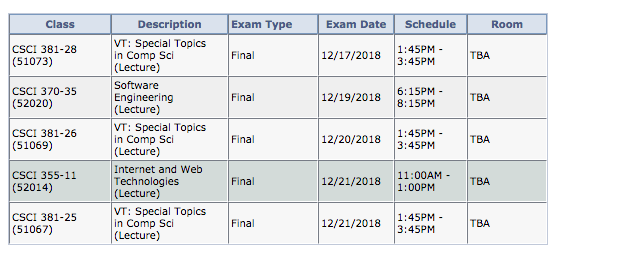 Class Description Exam Type Exam Date Schedule Room
CSCI 381-28 (51073) VT: Special Topics in Comp Sci (Lecture) Final 12/17/2018 1:45PM - 3:45PM TBA
CSCI 370-35 (52020) Software Engineering (Lecture) Final 12/19/2018 6:15PM - 8:15PM TBA
CSCI 381-26 (51069) VT: Special Topics in Comp Sci (Lecture) Final 12/20/2018 1:45PM - 3:45PM TBA
CSCI 355-11 (52014) Internet and Web Technologies (Lecture) Final 12/21/2018 11:00AM - 1:00PM TBA
CSCI 381-25 (51067) VT: Special Topics in Comp Sci (Lecture) Final 12/21/2018 1:45PM - 3:45PM TBA